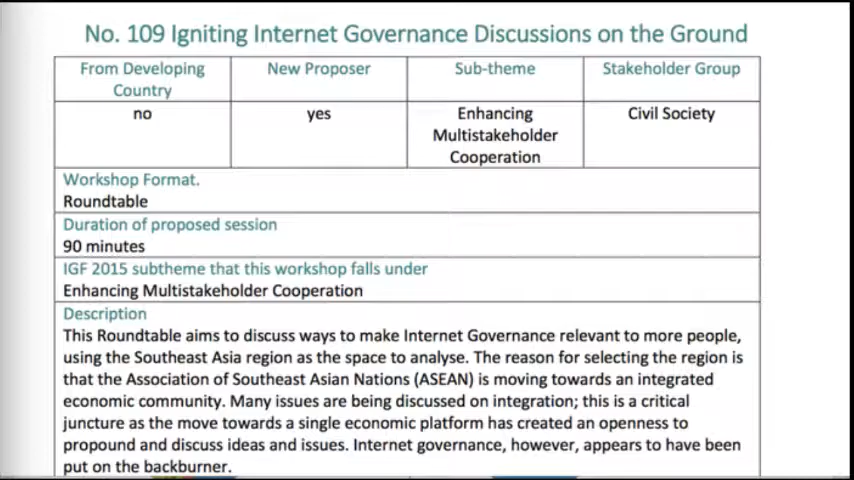 No. 109 Igniting Internet Governance Discussions on the Ground
From Developing Country
New Proposer
Sub-theme
Stakeholder Group
no
yes
Enhancing
Multistakeholder
Cooperation
Civil Society
Workshop Format.
Roundtable
Duration of proposed session
90 minutes
IGF 2015 subtheme that this workshop falls under
Enhancing Multistakeholder Cooperation
Description
This Roundtable aims to discuss ways to make Internet Governance relevant to more people,
using the Southeast Asia region as the space to analyse. The reason for selecting the region is
that the Association of Southeast Asian Nations (ASEAN) is moving towards an integrated
economic community. Many issues are being discussed on integration; this is a critical
juncture as the move towards a single economic platform has created an openness to
propound and discuss ideas and issues. Internet governance, however, appears to have been
put on the backburner.